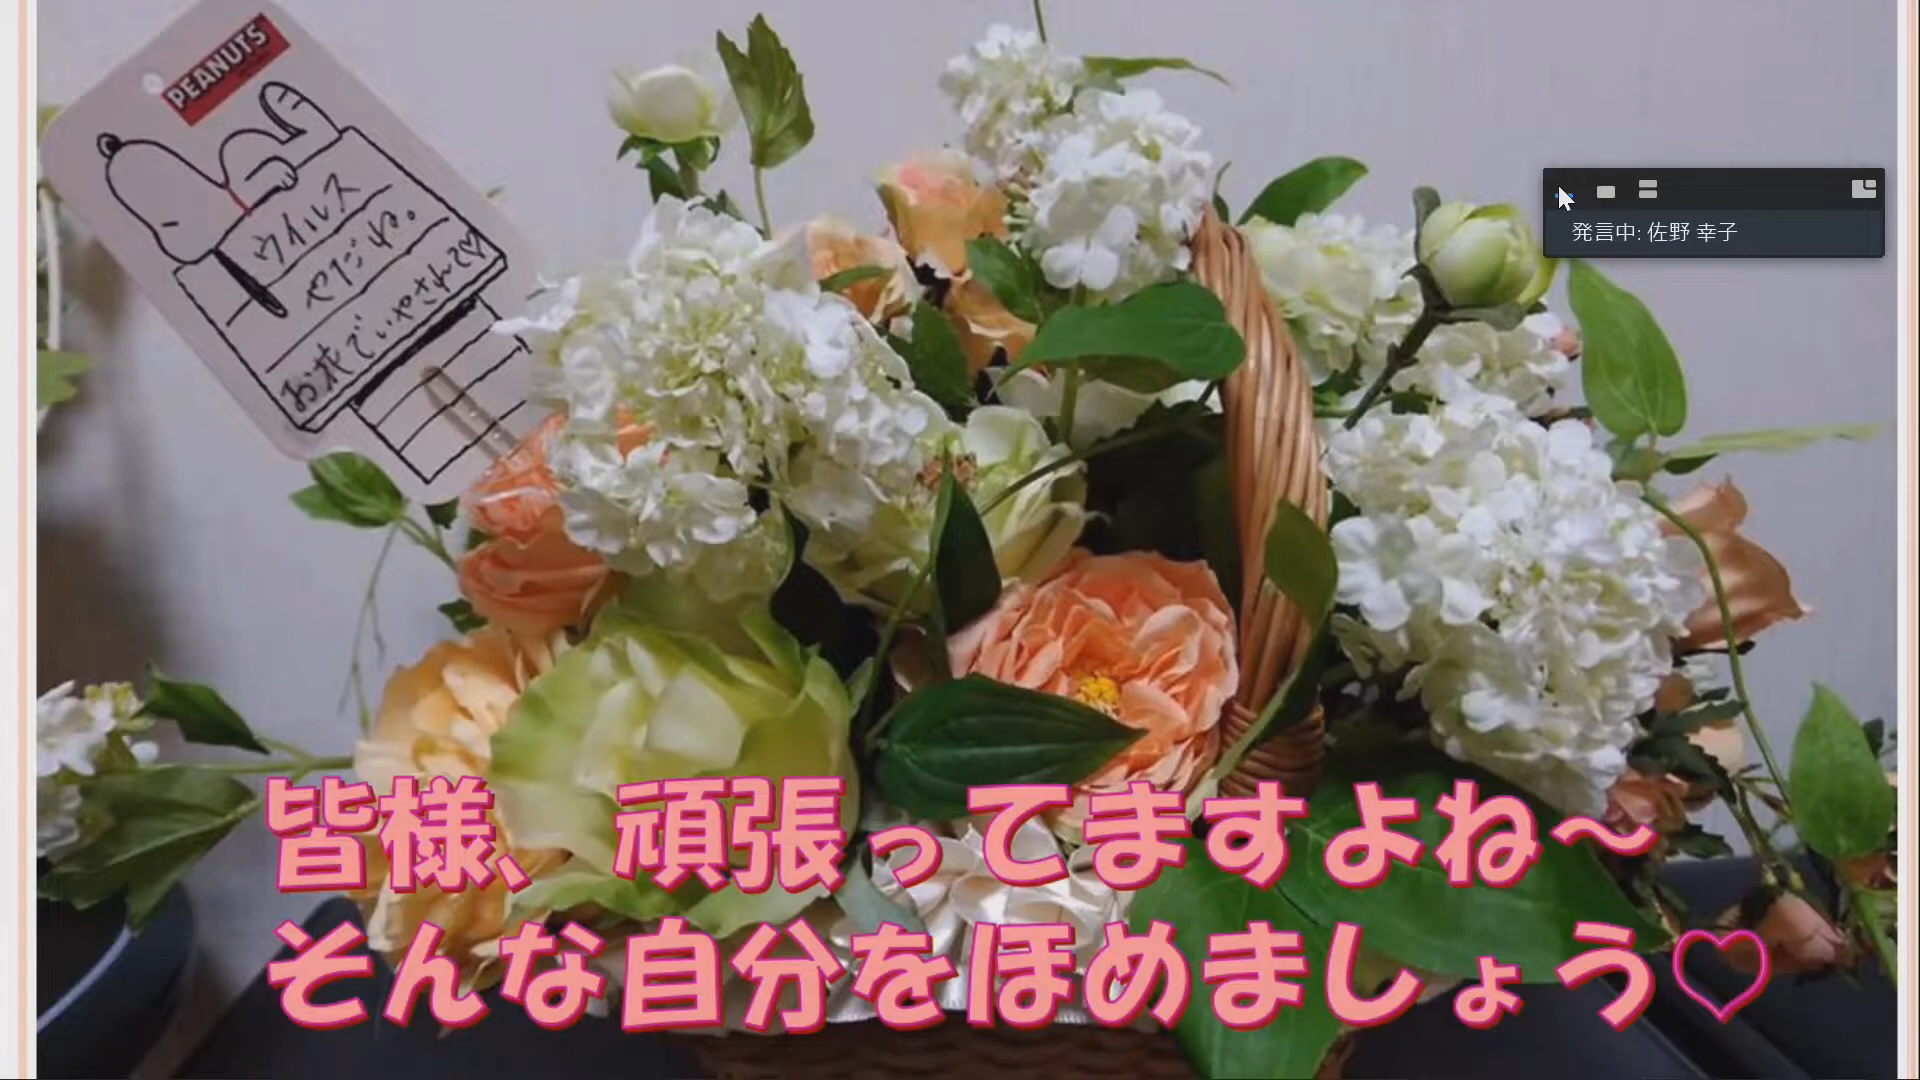 PEANUTS
ウイルス
やだね。
お花でいやされて♡
発言中: 佐野 幸子
皆様、頑張ってますよね～
そんな自分をほめましょう♡